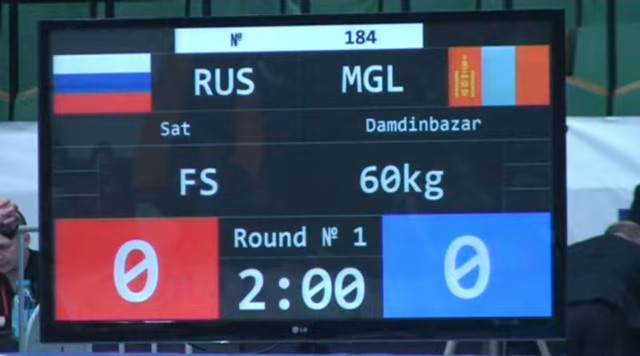 № 184
RUS MGL
Sat Damdinbazar
FS 60kg
0 Round № 1 0
2:00
LG